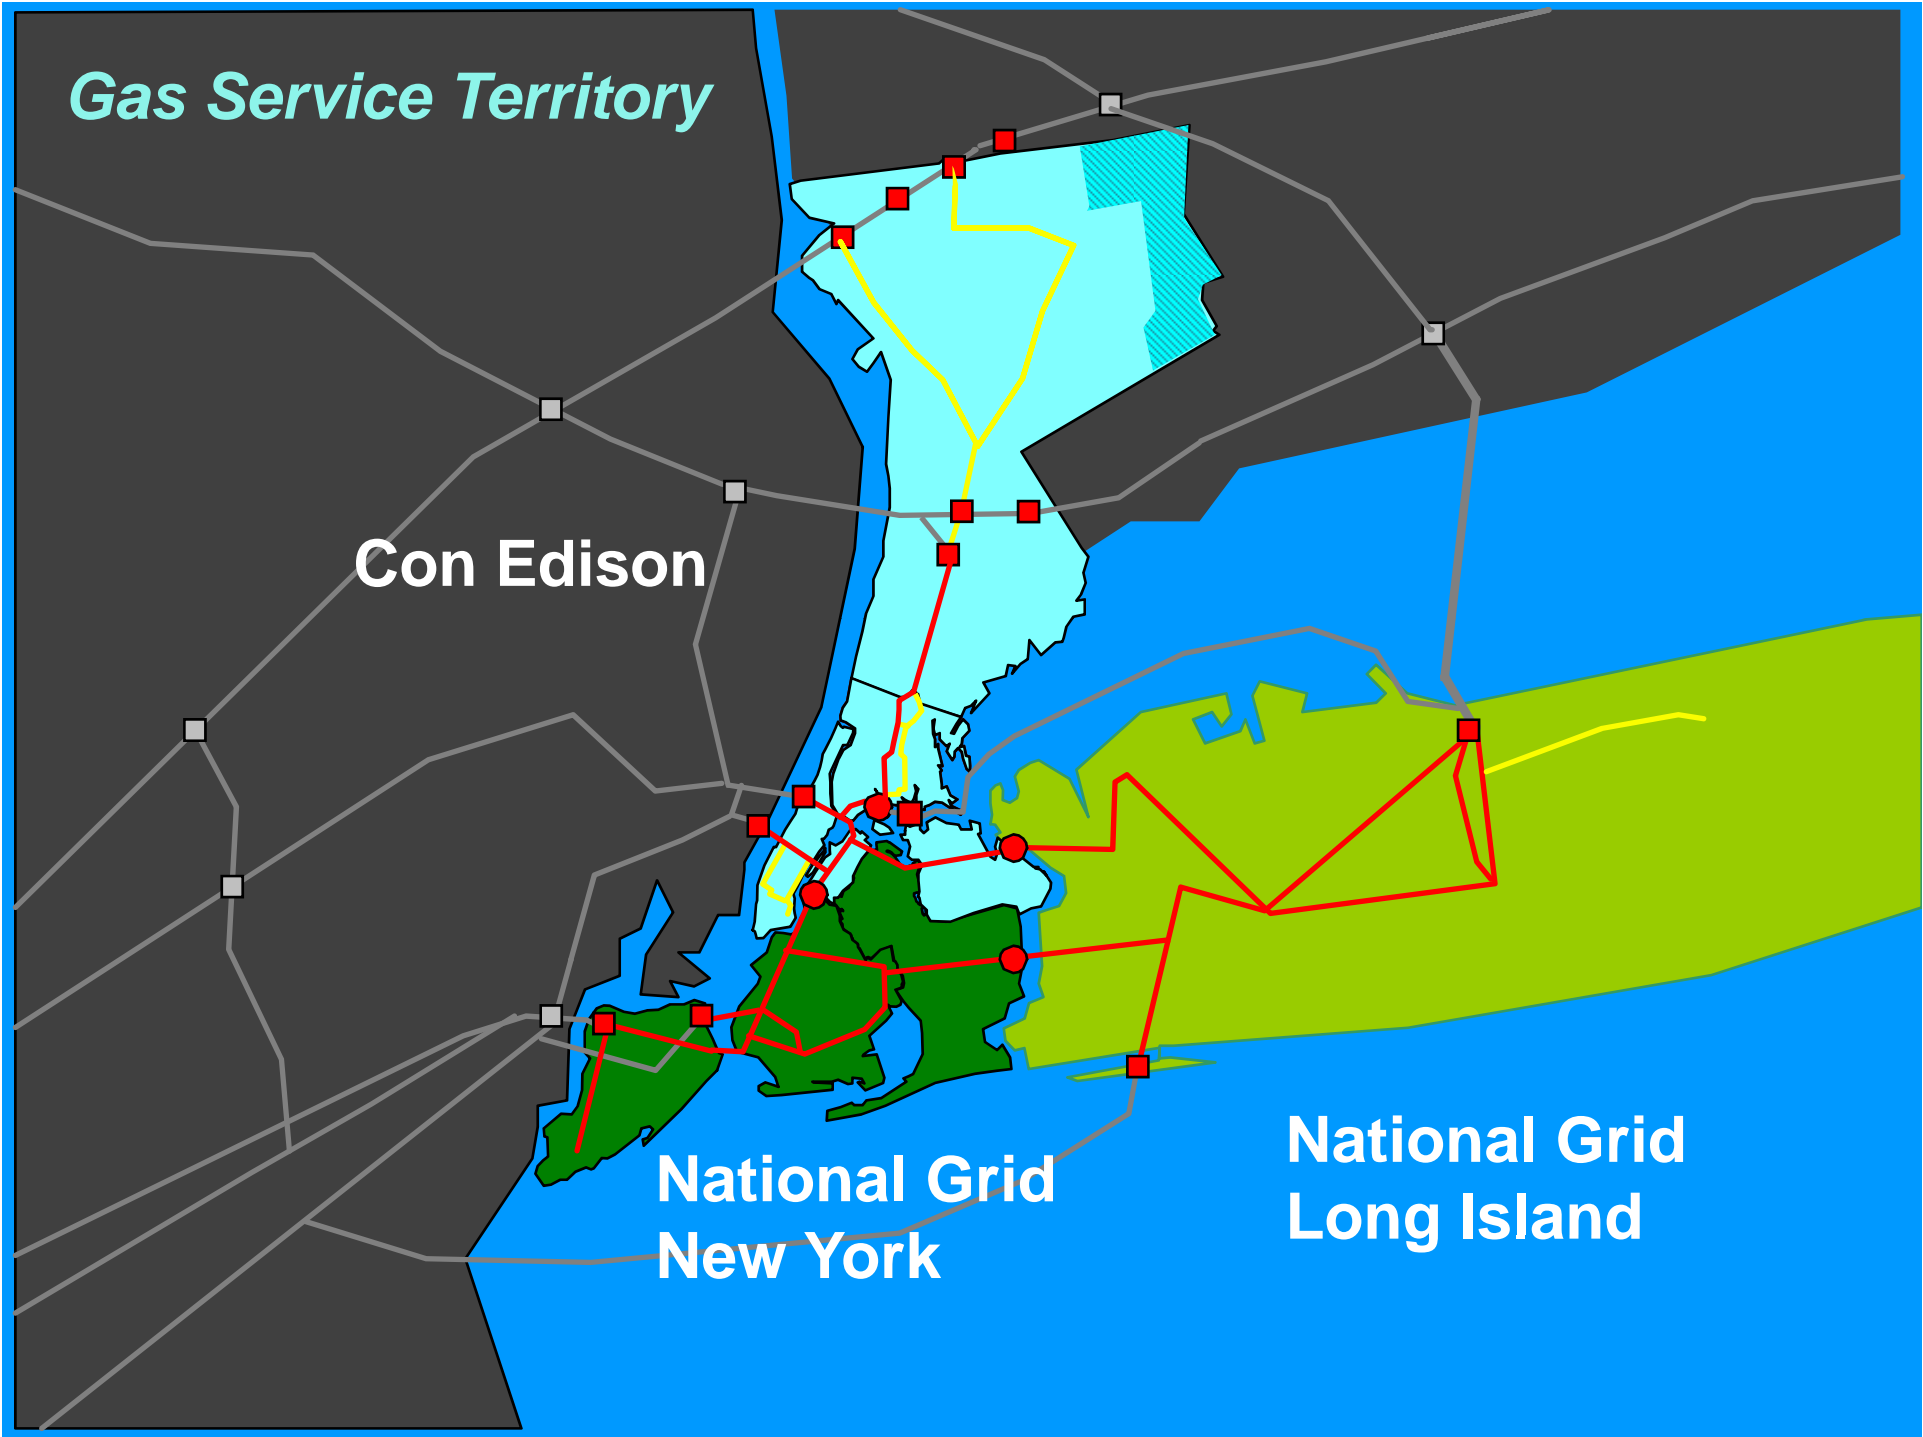 Gas Service Territory
Con Edison
National Grid
Long Island
National Grid
New York